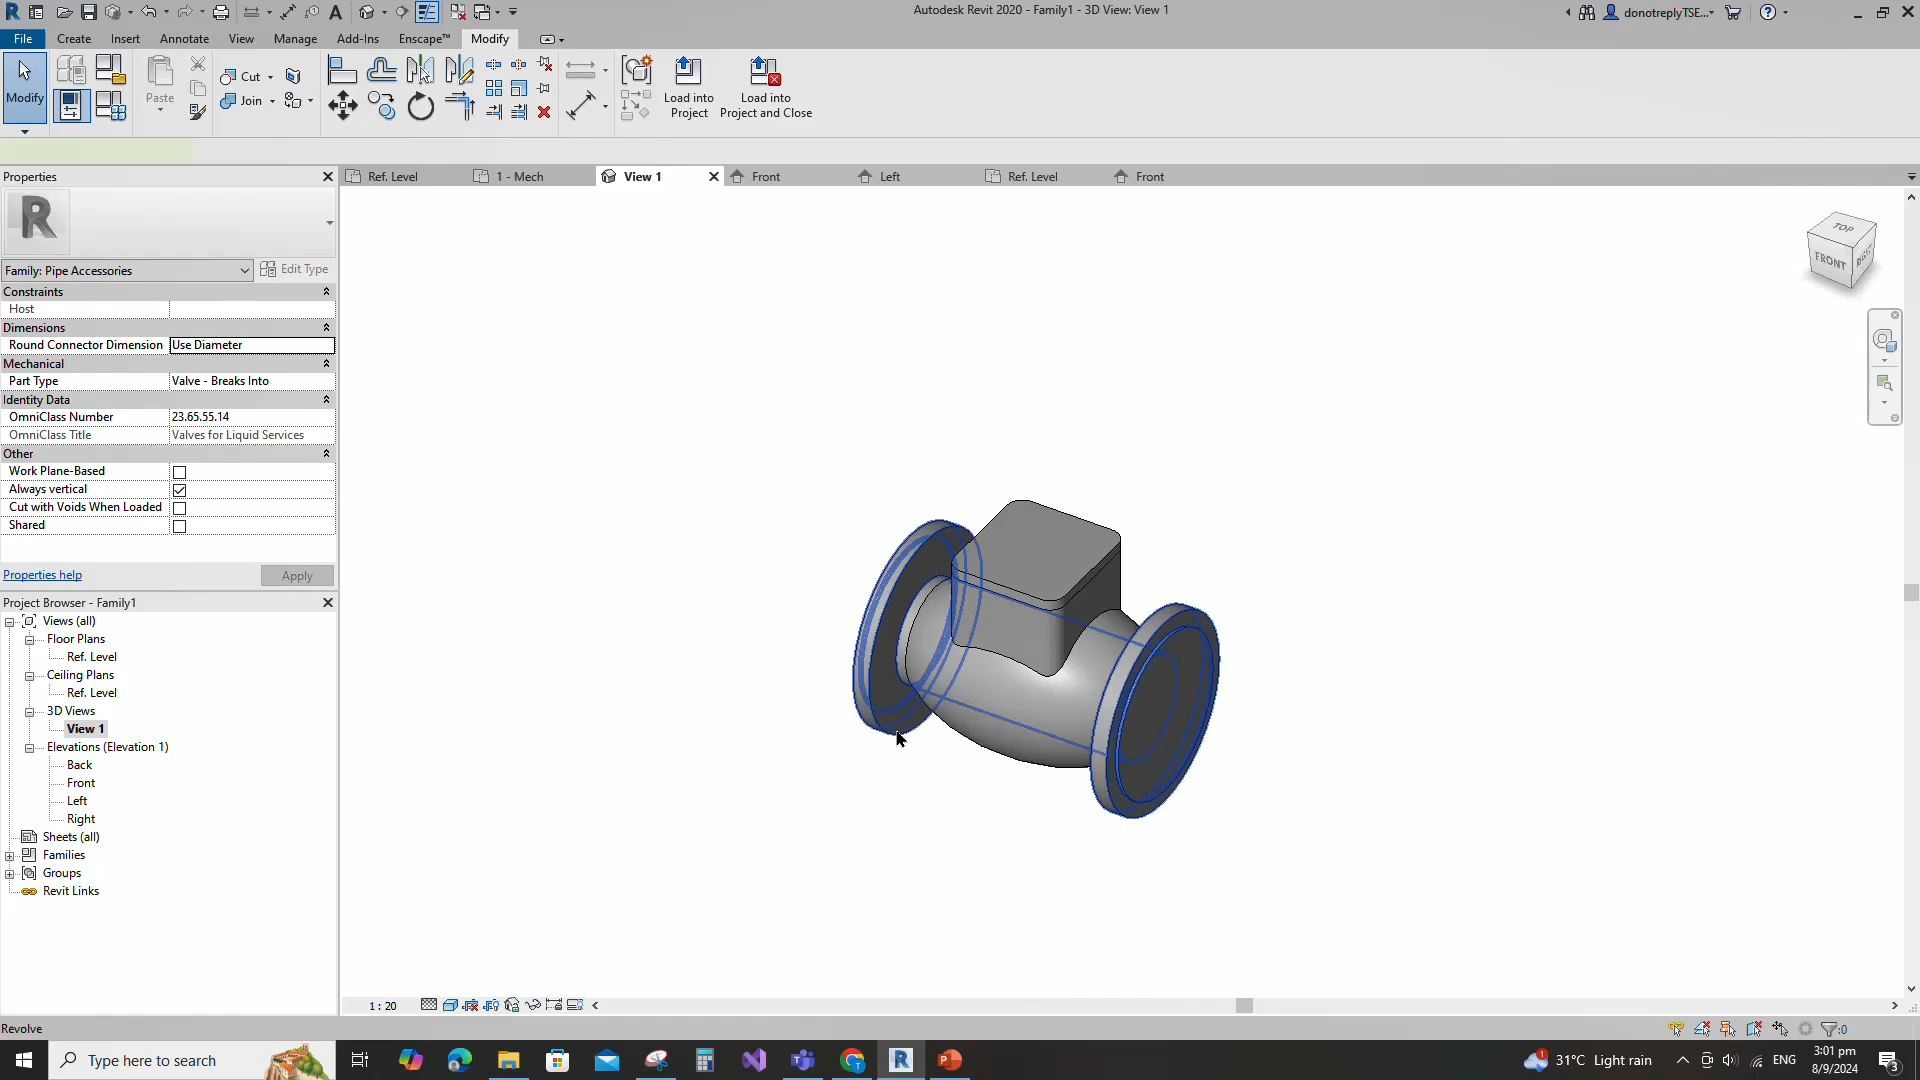 Autodesk Revit 2020 - Family1 - 3D View: View 1
donotreplyTSE...
File
Create
Insert
Annotate
View
Manage
Add-Ins
Enscape™
Modify
Modify
Paste
Cut
Join
Load into
Project
Load into
Project and Close
Properties
Ref. Level
1 - Mech
View 1
Front
Left
Ref. Level
Front
R
Family: Pipe Accessories
Edit Type
Constraints
Host
Dimensions
Round Connector Dimension
Use Diameter
Mechanical
Part Type
Valve - Breaks Into
Identity Data
OmniClass Number
23.65.55.14
OmniClass Title
Valves for Liquid Services
Other
Work Plane-Based
Always vertical
Cut with Voids When Loaded
Shared
Properties help
Apply
TOP
FRONT
RIGHT
Project Browser - Family1
Views (all)
Floor Plans
Ref. Level
Ceiling Plans
Ref. Level
3D Views
View 1
Elevations (Elevation 1)
Back
Front
Left
Right
Sheets (all)
Families
Groups
Revit Links
1 : 20
Revolve
:0
Type here to search
31°C Light rain
ENG
3:01 pm
8/9/2024
3